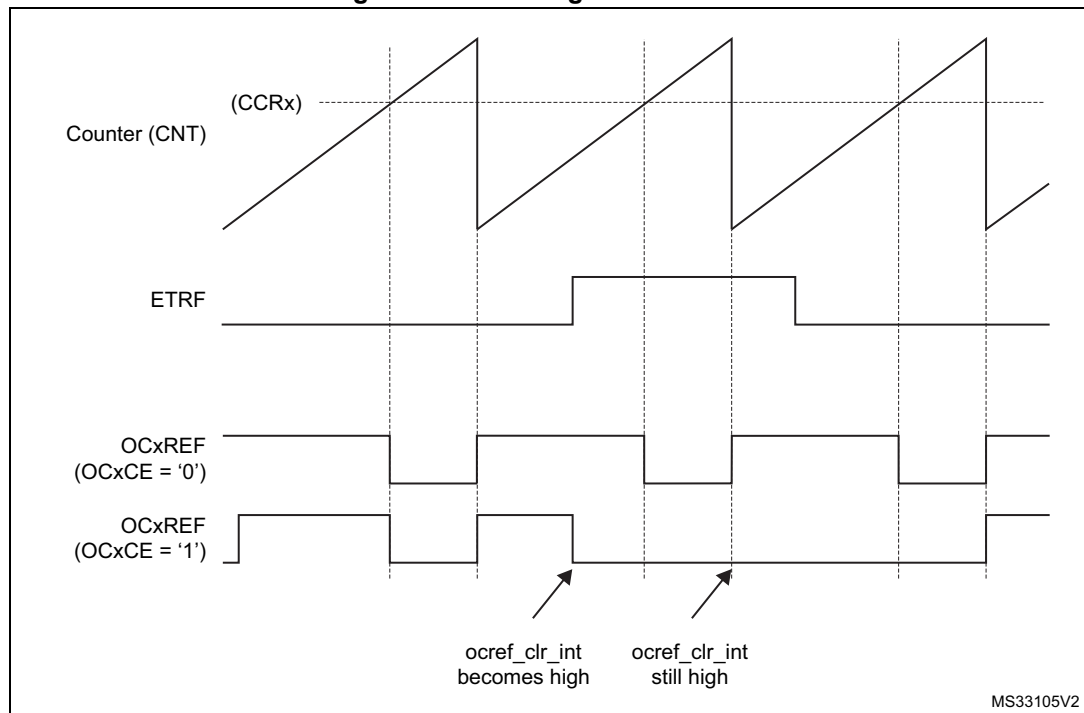 (CCRx)
Counter (CNT)
ETRF
OCxREF
(OCxCE = ‘0’)
OCxREF
(OCxCE = ‘1’)
ocref_clr_int
becomes high
ocref_clr_int
still high
MS33105V2